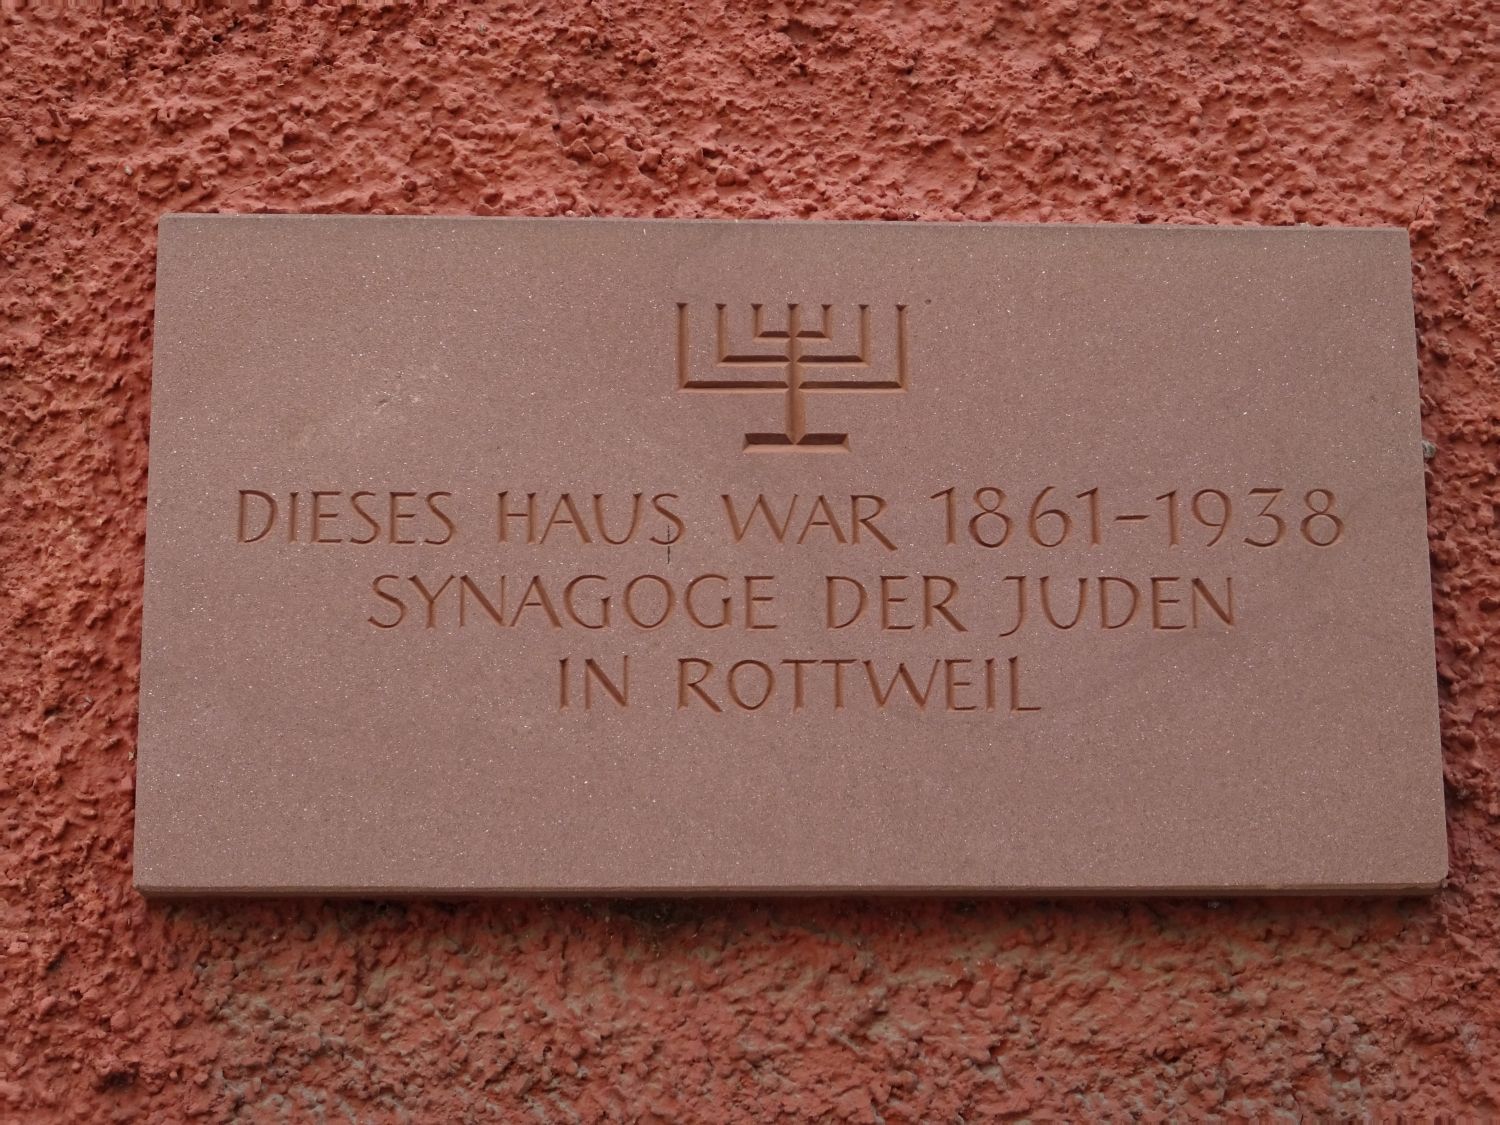 DIESES HAUS WAR 1861-1938
SYNAGOGE DER JUDEN
IN ROTTWEIL